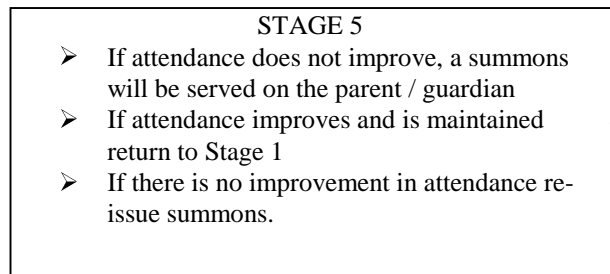 STAGE 5
➢ If attendance does not improve, a summons
will be served on the parent / guardian
➢ If attendance improves and is maintained
return to Stage 1
➢ If there is no improvement in attendance re-
issue summons.